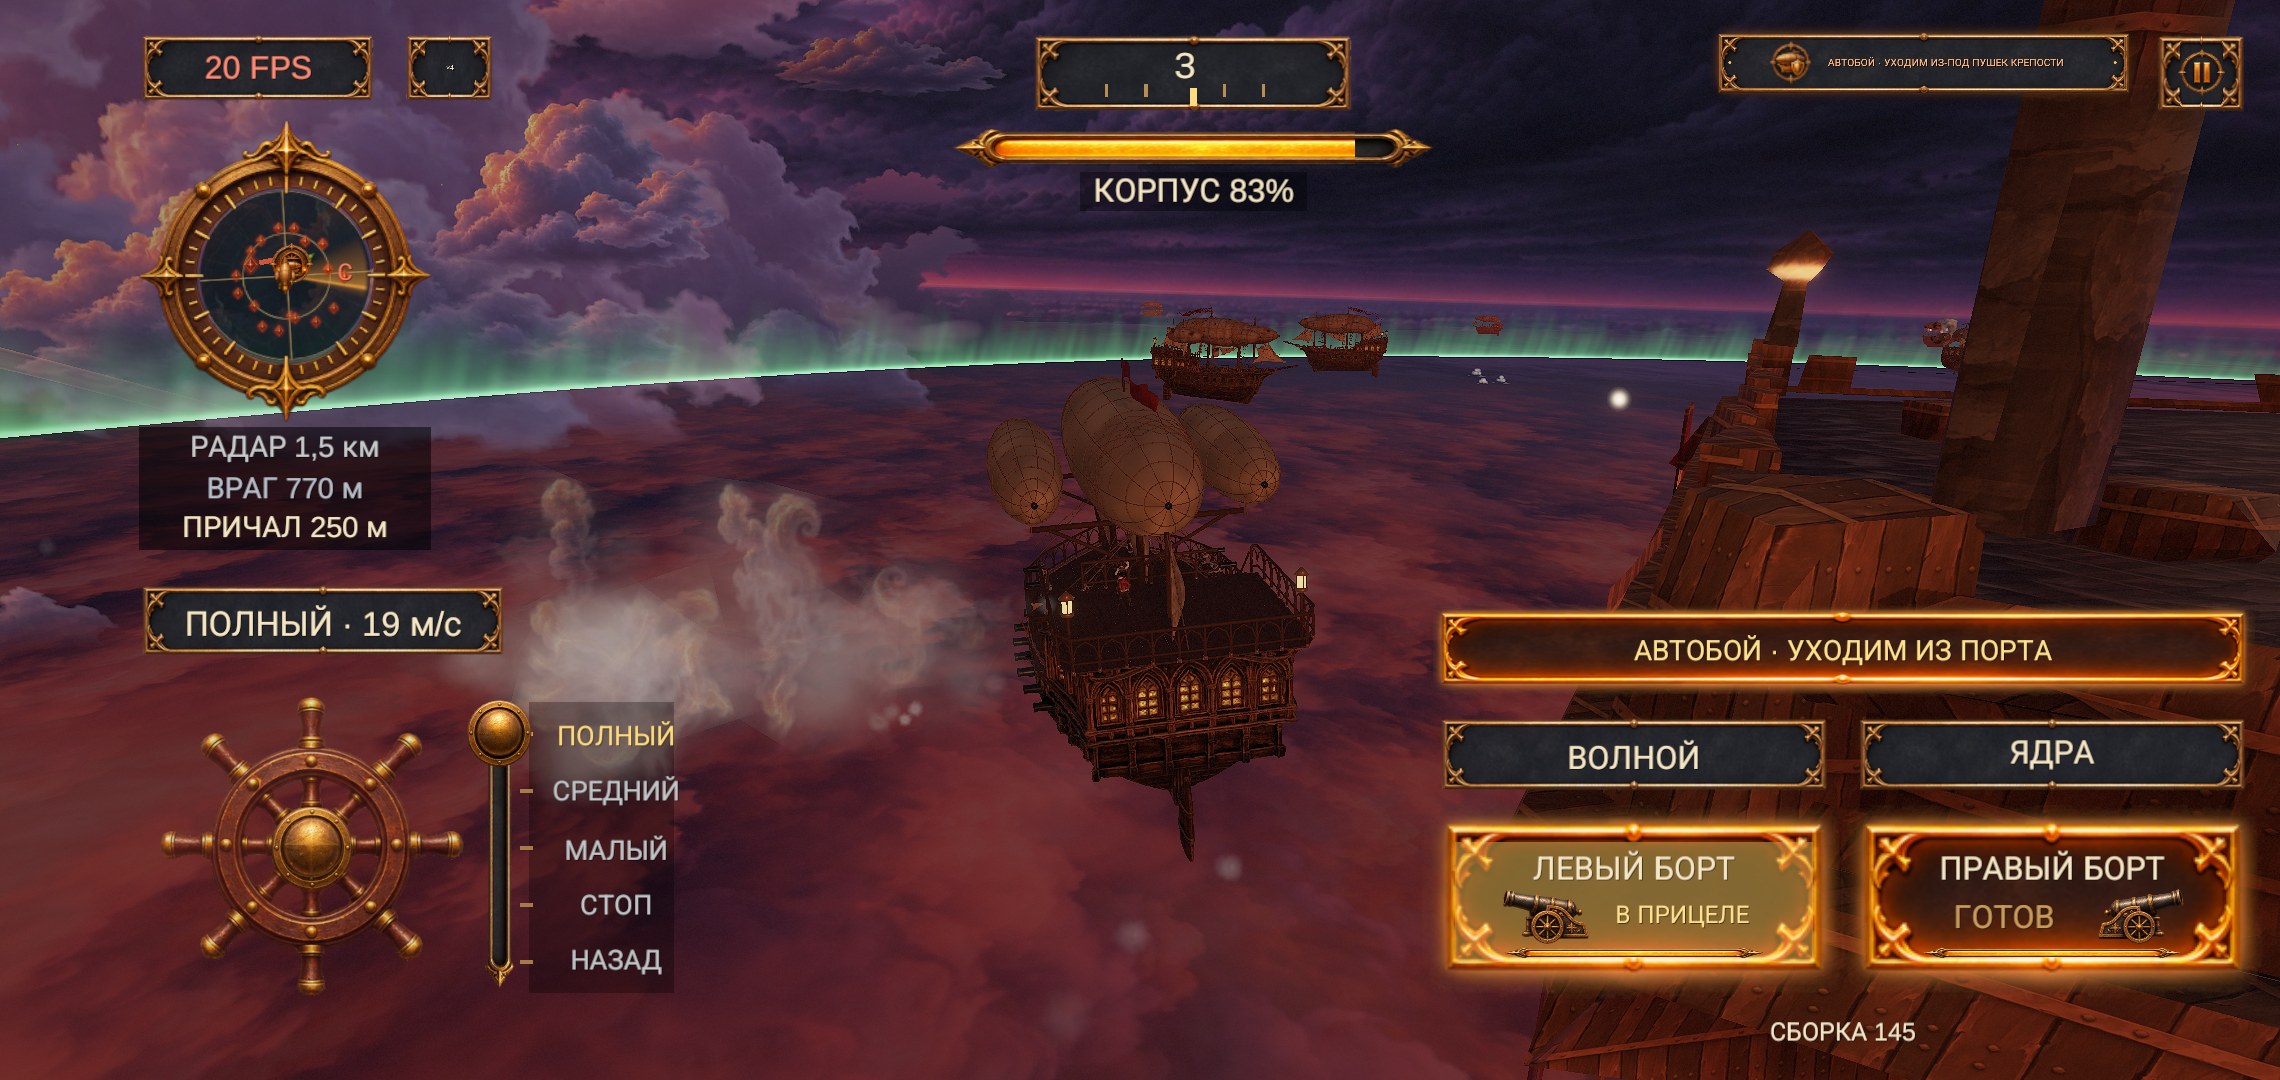 20 FPS
x4
З
АВТОБОЙ · УХОДИМ ИЗ-ПОД ПУШЕК КРЕПОСТИ
КОРПУС 83%
С
РАДАР 1,5 км
ВРАГ 770 м
ПРИЧАЛ 250 м
ПОЛНЫЙ · 19 м/с
ПОЛНЫЙ
СРЕДНИЙ
МАЛЫЙ
СТОП
НАЗАД
АВТОБОЙ · УХОДИМ ИЗ ПОРТА
ВОЛНОЙ
ЯДРА
ЛЕВЫЙ БОРТ
В ПРИЦЕЛЕ
ПРАВЫЙ БОРТ
ГОТОВ
СБОРКА 145